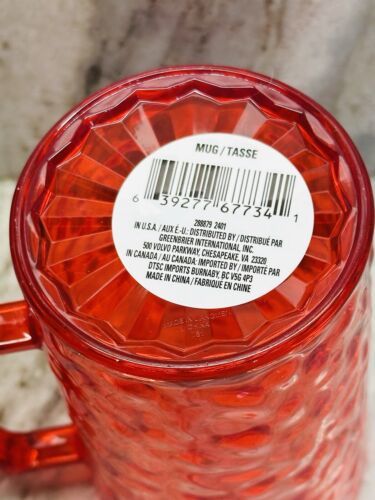 MUG / TASSE
6 39277 67734 1
288879 2401
IN U.S.A. / AUX É.-U.: DISTRIBUTED BY / DISTRIBUÉ PAR
GREENBRIER INTERNATIONAL, INC.
500 VOLVO PARKWAY, CHESAPEAKE, VA 23320
IN CANADA / AU CANADA: IMPORTED BY / IMPORTÉ PAR
DTSC IMPORTS BURNABY, BC V5G 4P3
MADE IN CHINA / FABRIQUÉ EN CHINE
MADE IN